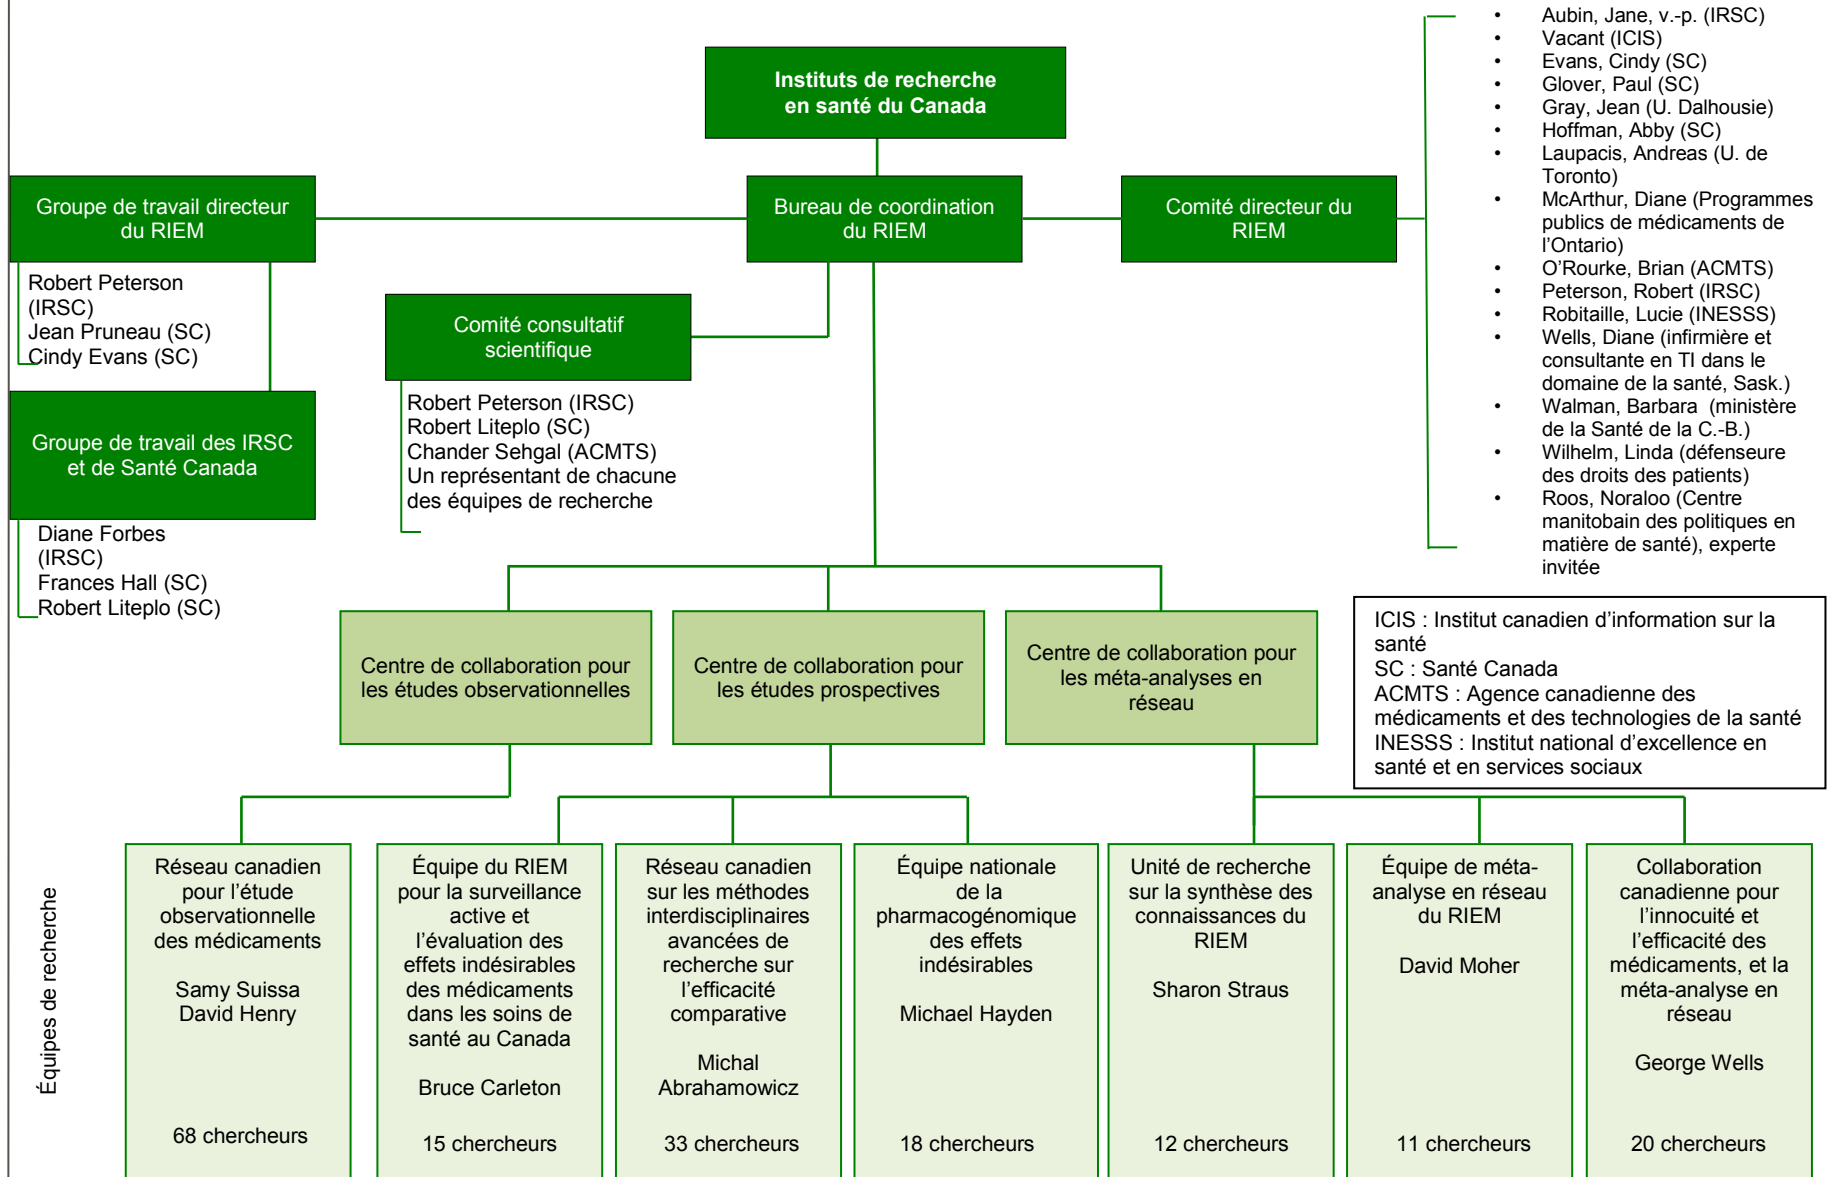 Instituts de recherche
en santé du Canada
Groupe de travail directeur
du RIEM
Robert Peterson
(IRSC)
Jean Pruneau (SC)
Cindy Evans (SC)
Groupe de travail des IRSC
et de Santé Canada
Diane Forbes
(IRSC)
Frances Hall (SC)
Robert Liteplo (SC)
Bureau de coordination
du RIEM
Comité consultatif
scientifique
Robert Peterson (IRSC)
Robert Liteplo (SC)
Chander Sehgal (ACMTS)
Un représentant de chacune
des équipes de recherche
Comité directeur du
RIEM
• Aubin, Jane, v.-p. (IRSC)
• Vacant (ICIS)
• Evans, Cindy (SC)
• Glover, Paul (SC)
• Gray, Jean (U. Dalhousie)
• Hoffman, Abby (SC)
• Laupacis, Andreas (U. de
Toronto)
• McArthur, Diane (Programmes
publics de médicaments de
l’Ontario)
• O’Rourke, Brian (ACMTS)
• Peterson, Robert (IRSC)
• Robitaille, Lucie (INESSS)
• Wells, Diane (infirmière et
consultante en TI dans le
domaine de la santé, Sask.)
• Walman, Barbara (ministère
de la Santé de la C.-B.)
• Wilhelm, Linda (défenseure
des droits des patients)
• Roos, Noraloo (Centre
manitobain des politiques en
matière de santé), experte
invitée
ICIS : Institut canadien d’information sur la
santé
SC : Santé Canada
ACMTS : Agence canadienne des
médicaments et des technologies de la santé
INESSS : Institut national d’excellence en
santé et en services sociaux
Centre de collaboration pour
les études observationnelles
Centre de collaboration pour
les études prospectives
Centre de collaboration pour
les méta-analyses en
réseau
Équipes de recherche
Réseau canadien
pour l’étude
observationnelle
des médicaments
Samy Suissa
David Henry
68 chercheurs
Équipe du RIEM
pour la surveillance
active et
l’évaluation des
effets indésirables
des médicaments
dans les soins de
santé au Canada
Bruce Carleton
15 chercheurs
Réseau canadien
sur les méthodes
interdisciplinaires
avancées de
recherche sur
l’efficacité
comparative
Michal
Abrahamowicz
33 chercheurs
Équipe nationale
de la
pharmacogénomique
des effets
indésirables
Michael Hayden
18 chercheurs
Unité de recherche
sur la synthèse des
connaissances du
RIEM
Sharon Straus
12 chercheurs
Équipe de méta-
analyse en réseau
du RIEM
David Moher
11 chercheurs
Collaboration
canadienne pour
l’innocuité et
l’efficacité des
médicaments, et la
méta-analyse en
réseau
George Wells
20 chercheurs